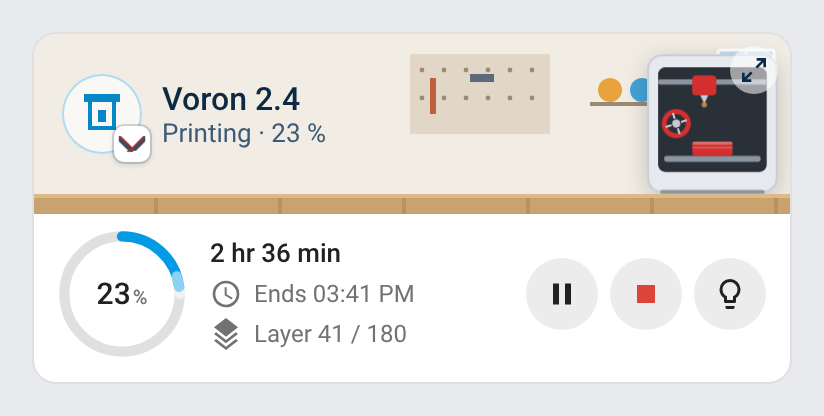 Voron 2.4
Printing · 23 %
23%
2 hr 36 min
Ends 03:41 PM
Layer 41 / 180